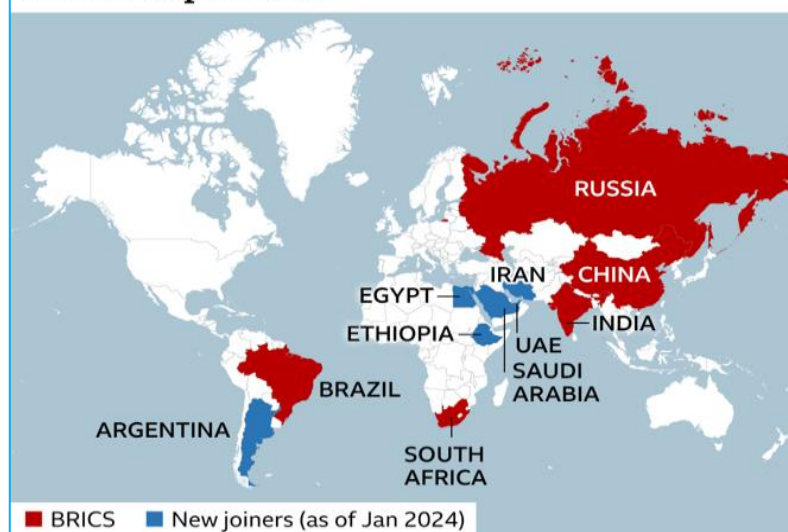 RUSSIA
IRAN
CHINA
EGYPT
INDIA
ETHIOPIA
UAE
SAUDI
ARABIA
BRAZIL
ARGENTINA
SOUTH
AFRICA
BRICS
New joiners (as of Jan 2024)